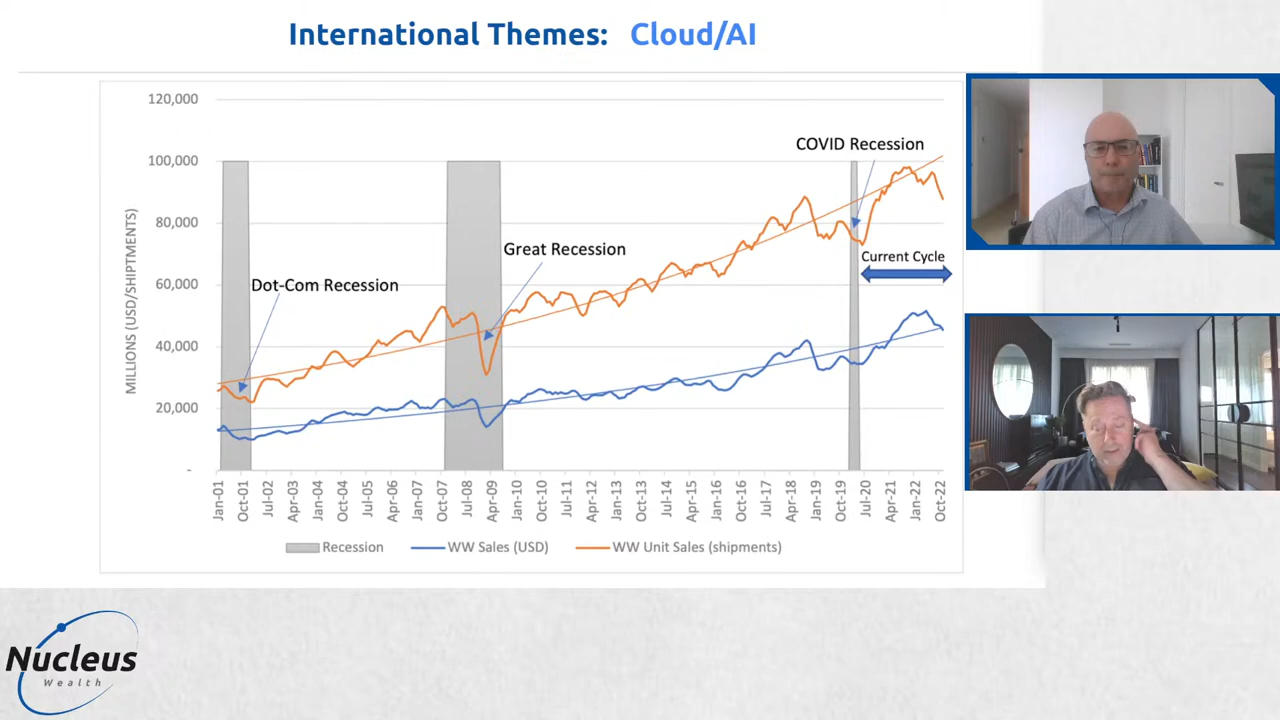 International Themes: Cloud/AI
120,000
100,000
80,000
60,000
40,000
20,000
-
MILLIONS (USD/SHIPTMENTS)
COVID Recession
Great Recession
Current Cycle
Dot-Com Recession
Jan-01 Oct-01 Jul-02 Apr-03 Jan-04 Oct-04 Jul-05 Apr-06 Jan-07 Oct-07 Jul-08 Apr-09 Jan-10 Oct-10 Jul-11 Apr-12 Jan-13 Oct-13 Jul-14 Apr-15 Jan-16 Oct-16 Jul-17 Apr-18 Jan-19 Oct-19 Jul-20 Apr-21 Jan-22 Oct-22
Recession WW Sales (USD) WW Unit Sales (shipments)
Nucleus
Wealth